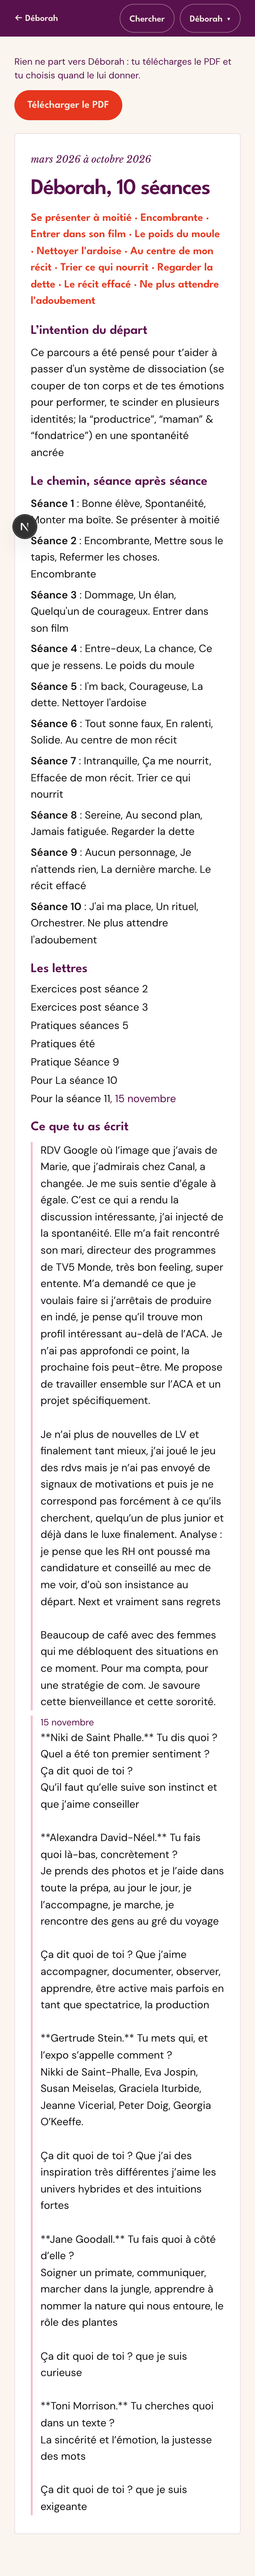 ← Déborah
Chercher
Déborah ▾
Rien ne part vers Déborah : tu télécharges le PDF et
tu choisis quand le lui donner.
Télécharger le PDF
mars 2026 à octobre 2026
Déborah, 10 séances
Se présenter à moitié · Encombrante ·
Entrer dans son film · Le poids du moule
· Nettoyer l'ardoise · Au centre de mon
récit · Trier ce qui nourrit · Regarder la
dette · Le récit effacé · Ne plus attendre
l'adoubement
L'intention du départ
Ce parcours a été pensé pour t'aider à
passer d'un système de dissociation (se
couper de ton corps et de tes émotions
pour performer, te scinder en plusieurs
identités; la “productrice”, “maman” &
“fondatrice”) en une spontanéité
ancrée
Le chemin, séance après séance
Séance 1 : Bonne élève, Spontanéité,
Monter ma boîte. Se présenter à moitié
N
Séance 2 : Encombrante, Mettre sous le
tapis, Refermer les choses.
Encombrante
Séance 3 : Dommage, Un élan,
Quelqu'un de courageux. Entrer dans
son film
Séance 4 : Entre-deux, La chance, Ce
que je ressens. Le poids du moule
Séance 5 : I'm back, Courageuse, La
dette. Nettoyer l'ardoise
Séance 6 : Tout sonne faux, En ralenti,
Solide. Au centre de mon récit
Séance 7 : Intranquille, Ça me nourrit,
Effacée de mon récit. Trier ce qui
nourrit
Séance 8 : Sereine, Au second plan,
Jamais fatiguée. Regarder la dette
Séance 9 : Aucun personnage, Je
n'attends rien, La dernière marche. Le
récit effacé
Séance 10 : J'ai ma place, Un rituel,
Orchestrer. Ne plus attendre
l'adoubement
Les lettres
Exercices post séance 2
Exercices post séance 3
Pratiques séances 5
Pratiques été
Pratique Séance 9
Pour La séance 10
Pour la séance 11, 15 novembre
Ce que tu as écrit
RDV Google où l'image que j'avais de
Marie, que j'admirais chez Canal, a
changée. Je me suis sentie d'égale à
égale. C'est ce qui a rendu la
discussion intéressante, j'ai injecté de
la spontanéité. Elle m'a fait rencontré
son mari, directeur des programmes
de TV5 Monde, très bon feeling, super
entente. M'a demandé ce que je
voulais faire si j'arrêtais de produire
en indé, je pense qu'il trouve mon
profil intéressant au-delà de l'ACA. Je
n'ai pas approfondi ce point, la
prochaine fois peut-être. Me propose
de travailler ensemble sur l'ACA et un
projet spécifiquement.
Je n'ai plus de nouvelles de LV et
finalement tant mieux, j'ai joué le jeu
des rdvs mais je n'ai pas envoyé de
signaux de motivations et puis je ne
correspond pas forcément à ce qu'ils
cherchent, quelqu'un de plus junior et
déjà dans le luxe finalement. Analyse :
je pense que les RH ont poussé ma
candidature et conseillé au mec de
me voir, d'où son insistance au
départ. Next et vraiment sans regrets
Beaucoup de café avec des femmes
qui me débloquent des situations en
ce moment. Pour ma compta, pour
une stratégie de com. Je savoure
cette bienveillance et cette sororité.
15 novembre
**Niki de Saint Phalle.** Tu dis quoi ?
Quel a été ton premier sentiment ?
Ça dit quoi de toi ?
Qu'il faut qu'elle suive son instinct et
que j'aime conseiller
**Alexandra David-Néel.** Tu fais
quoi là-bas, concrètement ?
Je prends des photos et je l'aide dans
toute la prépa, au jour le jour, je
l'accompagne, je marche, je
rencontre des gens au gré du voyage
Ça dit quoi de toi ? Que j'aime
accompagner, documenter, observer,
apprendre, être active mais parfois en
tant que spectatrice, la production
**Gertrude Stein.** Tu mets qui, et
l'expo s'appelle comment ?
Nikki de Saint-Phalle, Eva Jospin,
Susan Meiselas, Graciela Iturbide,
Jeanne Vicerial, Peter Doig, Georgia
O'Keeffe.
Ça dit quoi de toi ? Que j'ai des
inspiration très différentes j'aime les
univers hybrides et des intuitions
fortes
**Jane Goodall.** Tu fais quoi à côté
d'elle ?
Soigner un primate, communiquer,
marcher dans la jungle, apprendre à
nommer la nature qui nous entoure, le
rôle des plantes
Ça dit quoi de toi ? que je suis
curieuse
**Toni Morrison.** Tu cherches quoi
dans un texte ?
La sincérité et l'émotion, la justesse
des mots
Ça dit quoi de toi ? que je suis
exigeante